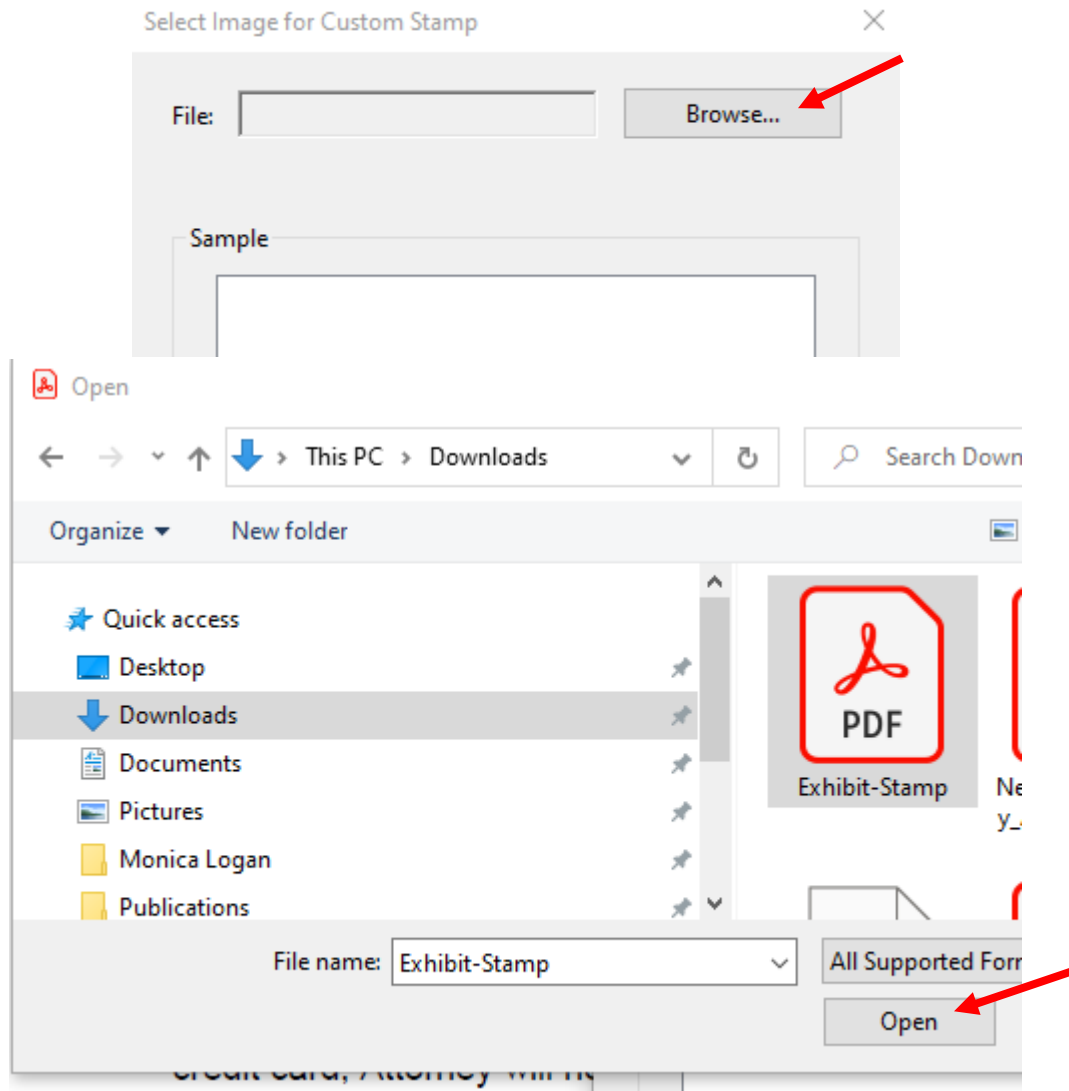 Select Image for Custom Stamp
File: Browse...
Sample
Open
This PC > Downloads
Search Down
Organize New folder
Quick access
Desktop
Downloads
Documents
Pictures
Monica Logan
Publications
PDF
Exhibit-Stamp
Ne
y_
File name: Exhibit-Stamp All Supported Forr
Open
credit card, Attorney will